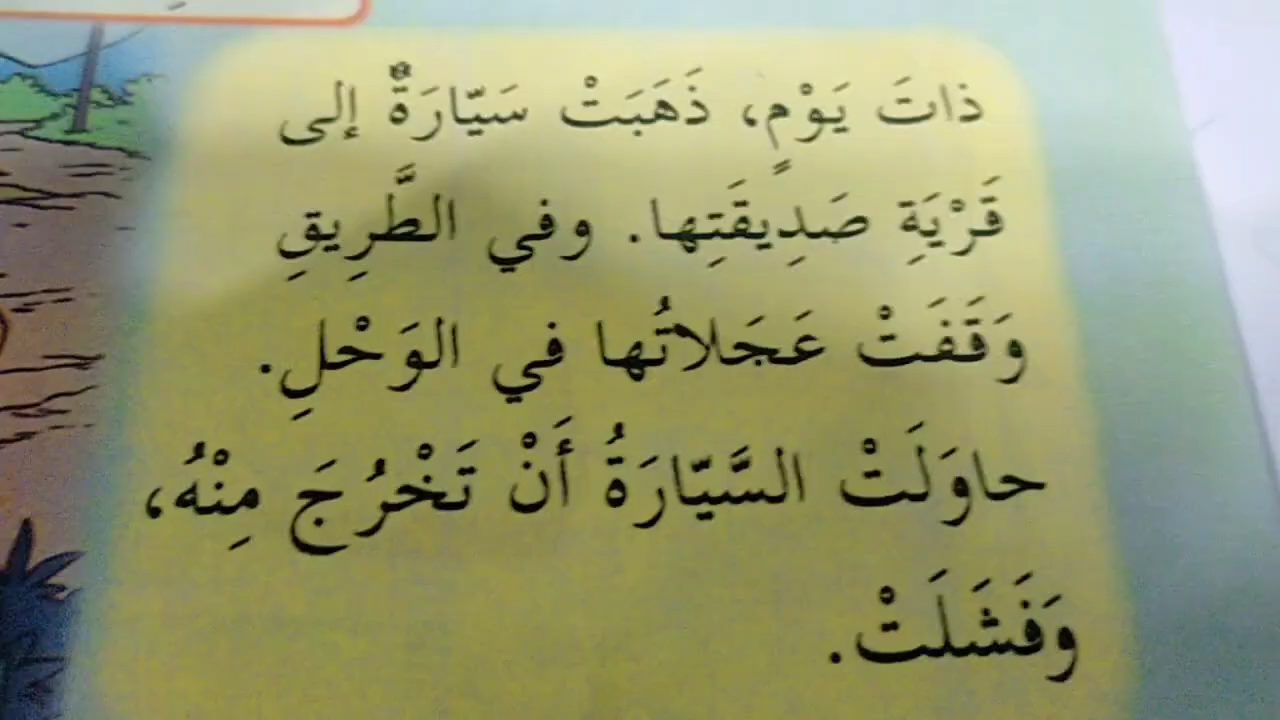 ذاتَ يَوْمٍ، ذَهَبَتْ سَيّارَةٌ إلى
قَرْيَةِ صَدِيقَتِها. وفي الطَّرِيقِ
وَقَفَتْ عَجَلاتُها في الوَحْلِ.
حاوَلَتْ السَّيّارَةُ أَنْ تَخْرُجَ مِنْهُ،
وَفَشَلَتْ.